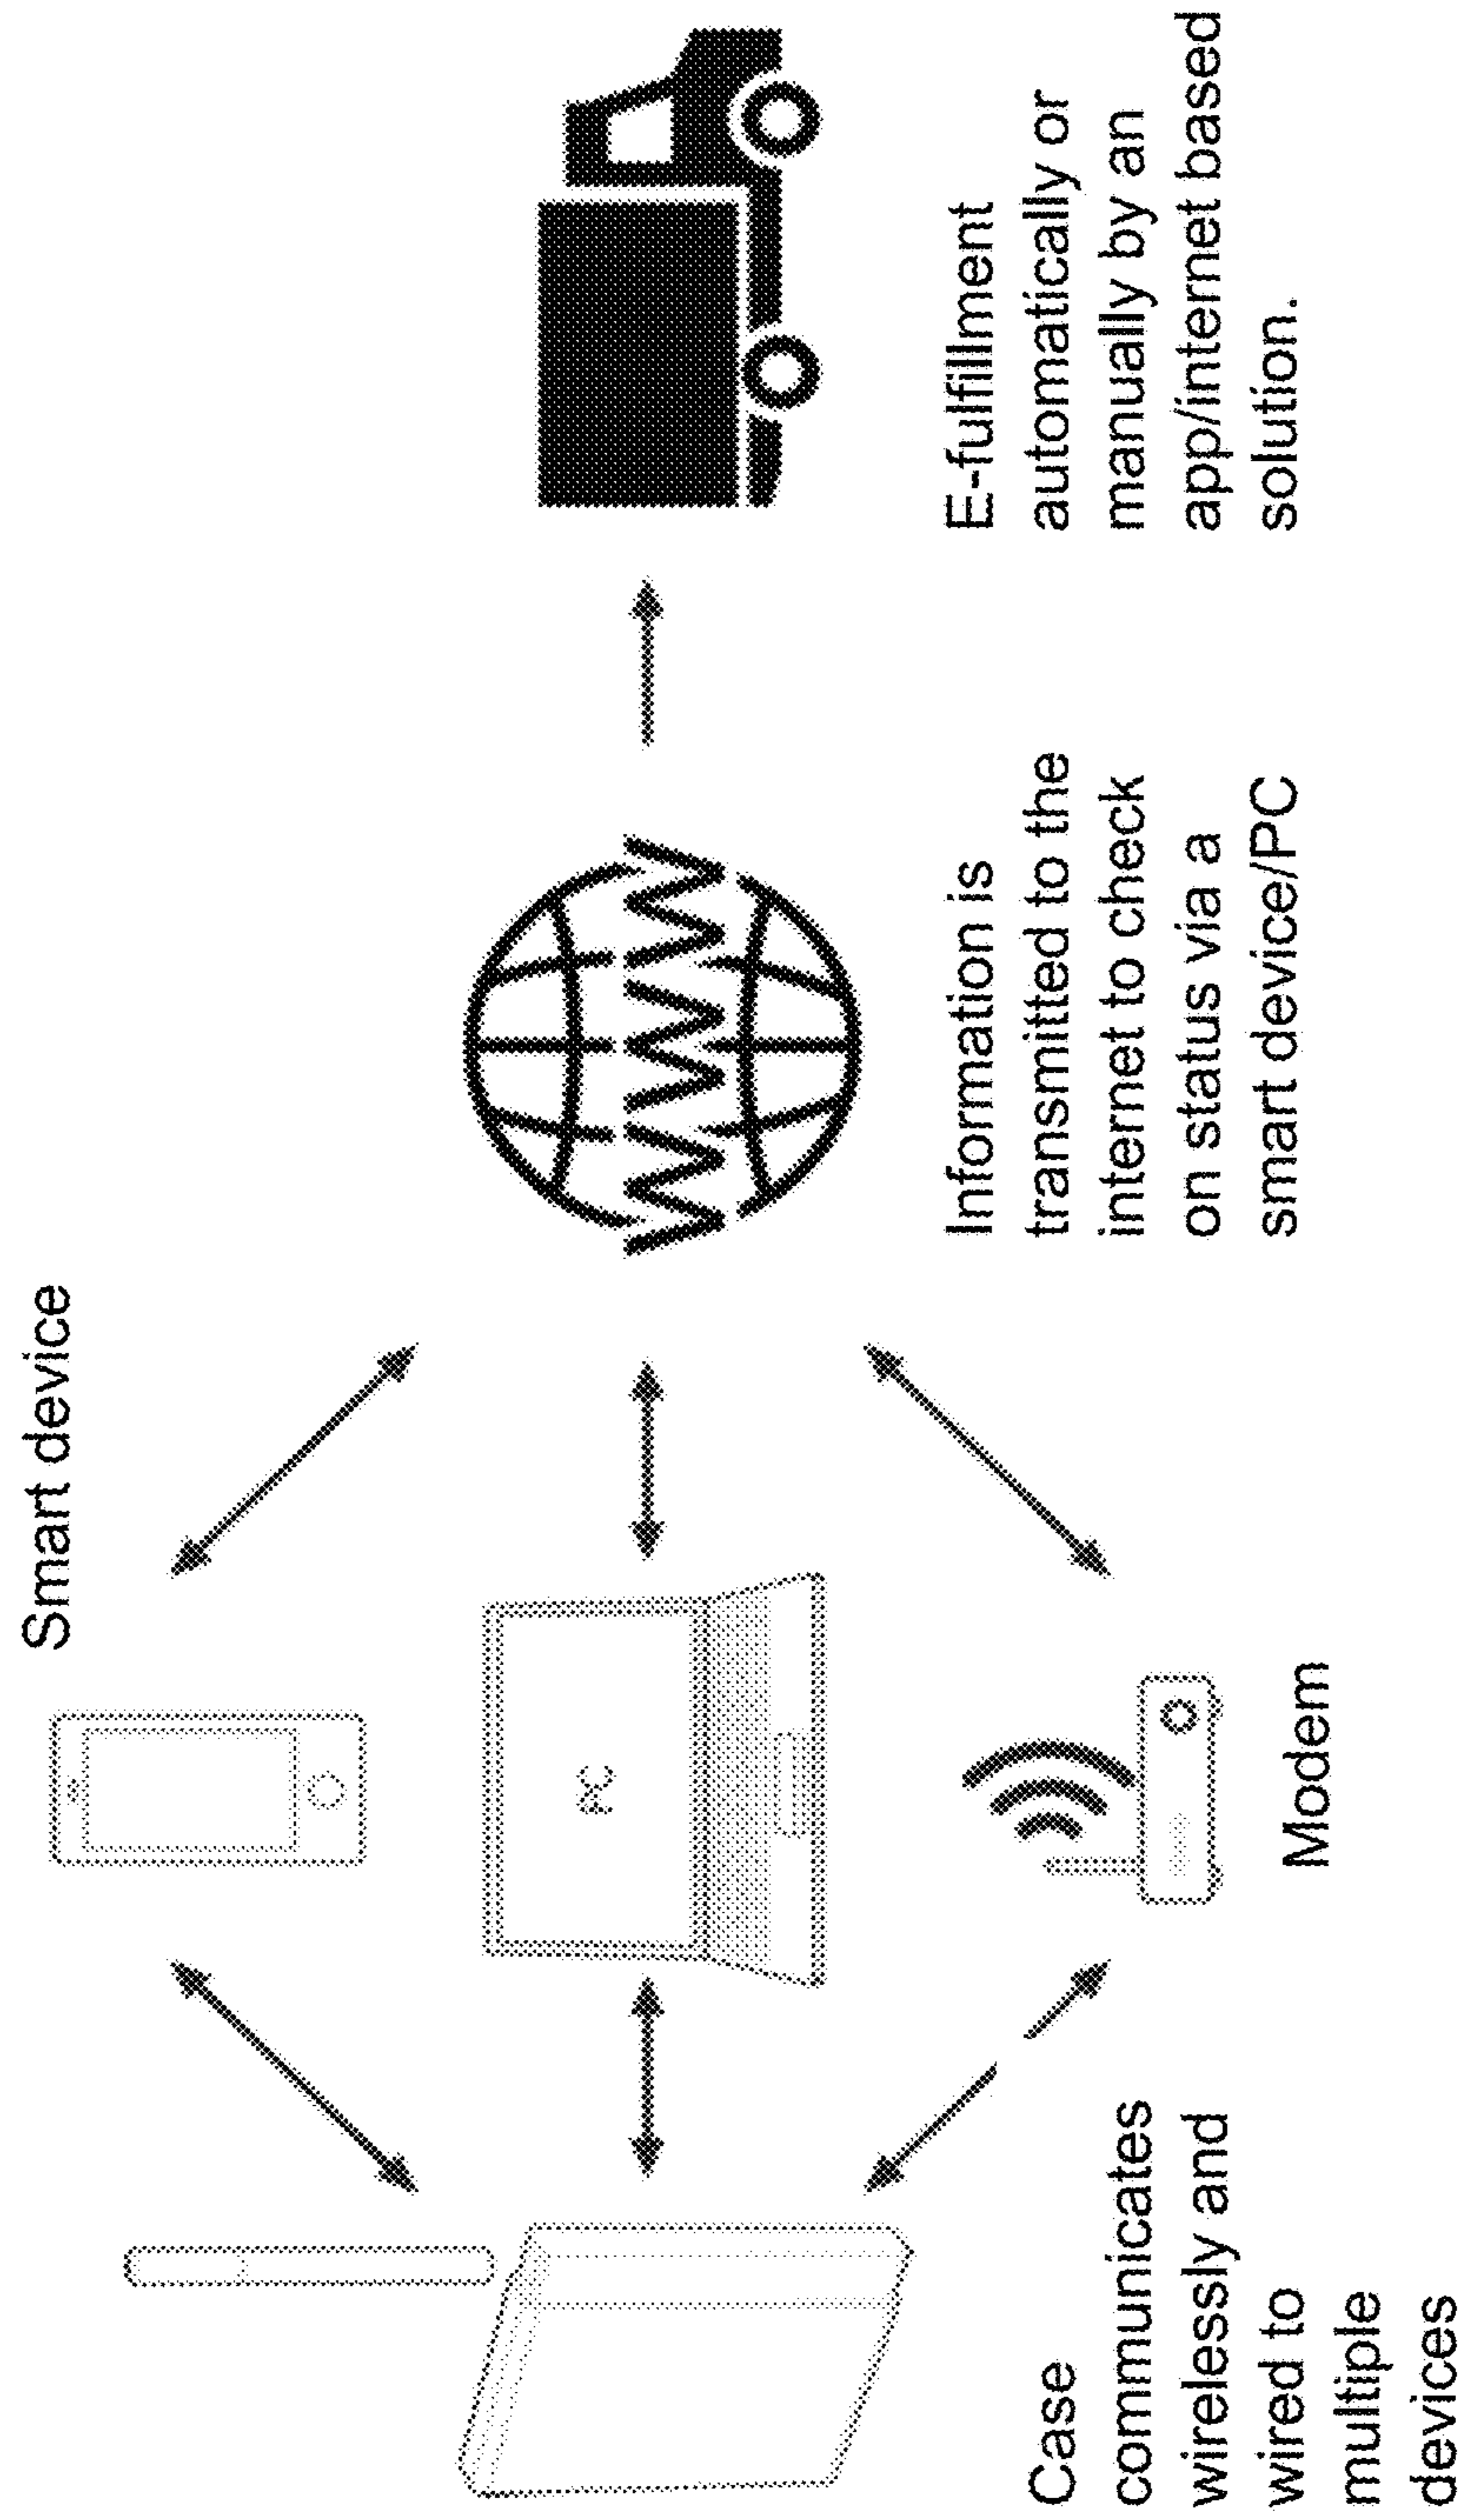 Smart device
PC
Modem
Case
communicates
wirelessly and
wired to
multiple
devices
WWW
Information is
transmitted to the
internet to check
on status via a
smart device/PC
E-fulfillment
automatically or
manually by an
app/internet based
solution.